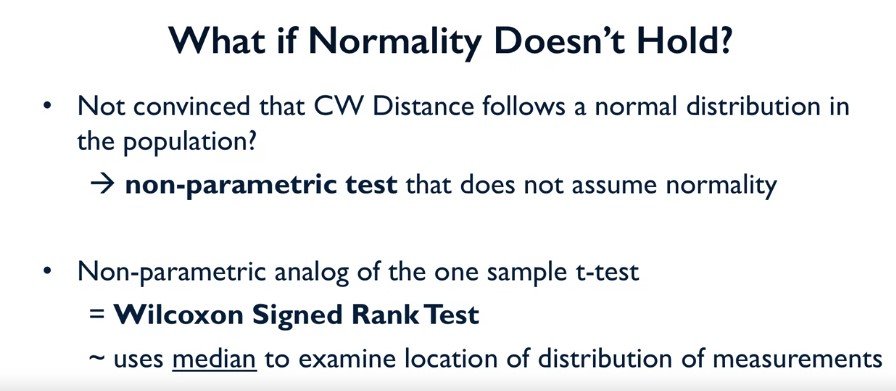 What if Normality Doesn't Hold?
• Not convinced that CW Distance follows a normal distribution in
the population?
→ non-parametric test that does not assume normality
• Non-parametric analog of the one sample t-test
= Wilcoxon Signed Rank Test
~ uses median to examine location of distribution of measurements